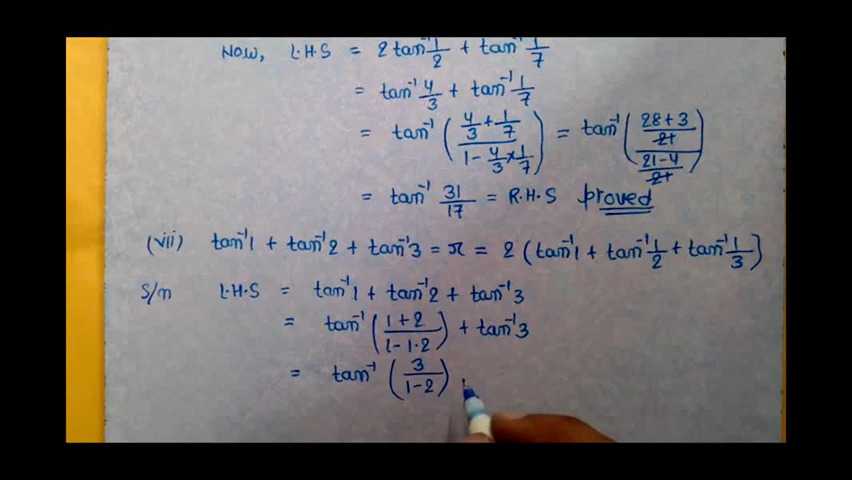 Now, L.H.S = 2tan⁻¹ 1/2 + tan⁻¹ 1/7
= tan⁻¹ 4/3 + tan⁻¹ 1/7
= tan⁻¹ ( (4/3 + 1/7) / (1 - 4/3 × 1/7) ) = tan⁻¹ ( ((28+3)/21) / ((21-4)/21) )
= tan⁻¹ 31/17 = R.H.S proved
(vii) tan⁻¹1 + tan⁻¹2 + tan⁻¹3 = π = 2 (tan⁻¹1 + tan⁻¹ 1/2 + tan⁻¹ 1/3)
S/n L.H.S = tan⁻¹1 + tan⁻¹2 + tan⁻¹3
= tan⁻¹ ( (1+2) / (1-1·2) ) + tan⁻¹3
= tan⁻¹ ( 3 / (1-2) )